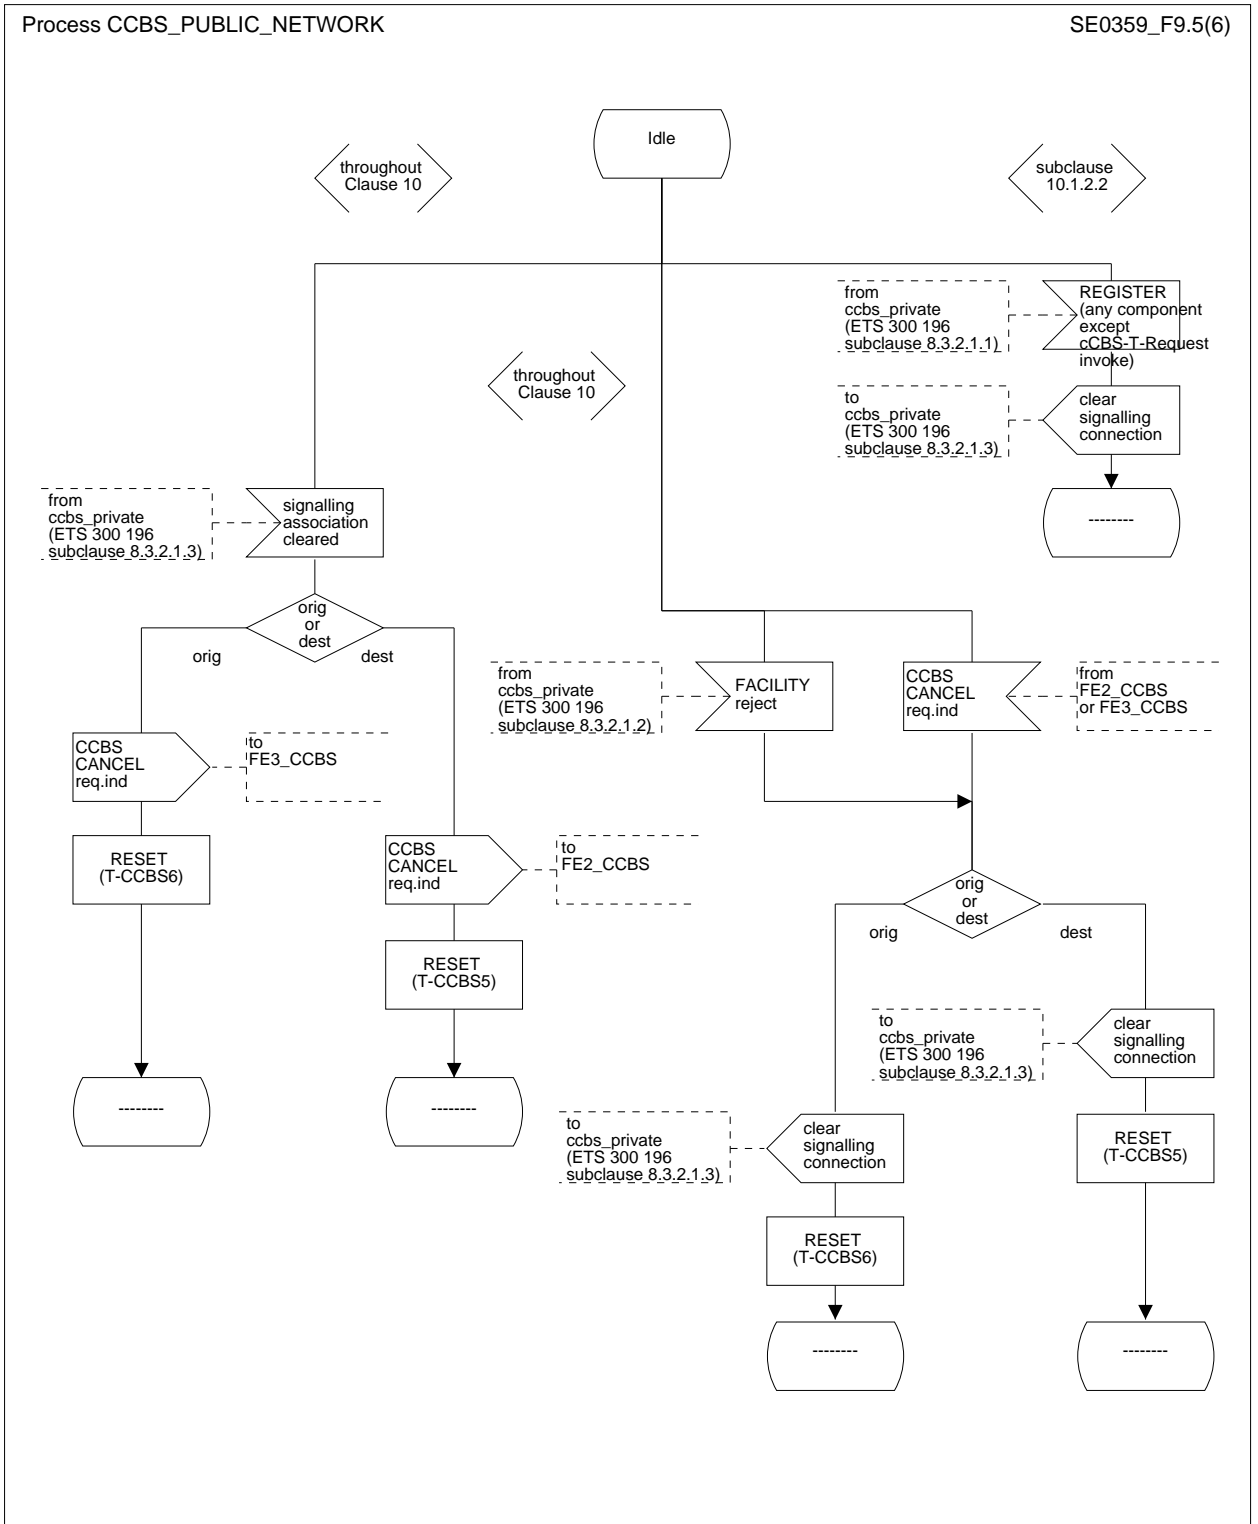 Process CCBS_PUBLIC_NETWORK
SE0359_F9.5(6)
Idle
throughout
Clause 10
subclause
10.1.2.2
from
ccbs_private
(ETS 300 196
subclause 8.3.2.1.1)
REGISTER
(any component
except
cCBS-T-Request
invoke)
throughout
Clause 10
to
ccbs_private
(ETS 300 196
subclause 8.3.2.1.3)
clear
signalling
connection
--------
from
ccbs_private
(ETS 300 196
subclause 8.3.2.1.3)
signalling
association
cleared
orig
or
dest
orig
dest
from
ccbs_private
(ETS 300 196
subclause 8.3.2.1.2)
FACILITY
reject
CCBS
CANCEL
req.ind
from
FE2_CCBS
or FE3_CCBS
CCBS
CANCEL
req.ind
to
FE3_CCBS
RESET
(T-CCBS6)
CCBS
CANCEL
req.ind
to
FE2_CCBS
orig
or
dest
orig
dest
RESET
(T-CCBS5)
to
ccbs_private
(ETS 300 196
subclause 8.3.2.1.3)
clear
signalling
connection
--------
--------
to
ccbs_private
(ETS 300 196
subclause 8.3.2.1.3)
clear
signalling
connection
RESET
(T-CCBS5)
RESET
(T-CCBS6)
--------
--------